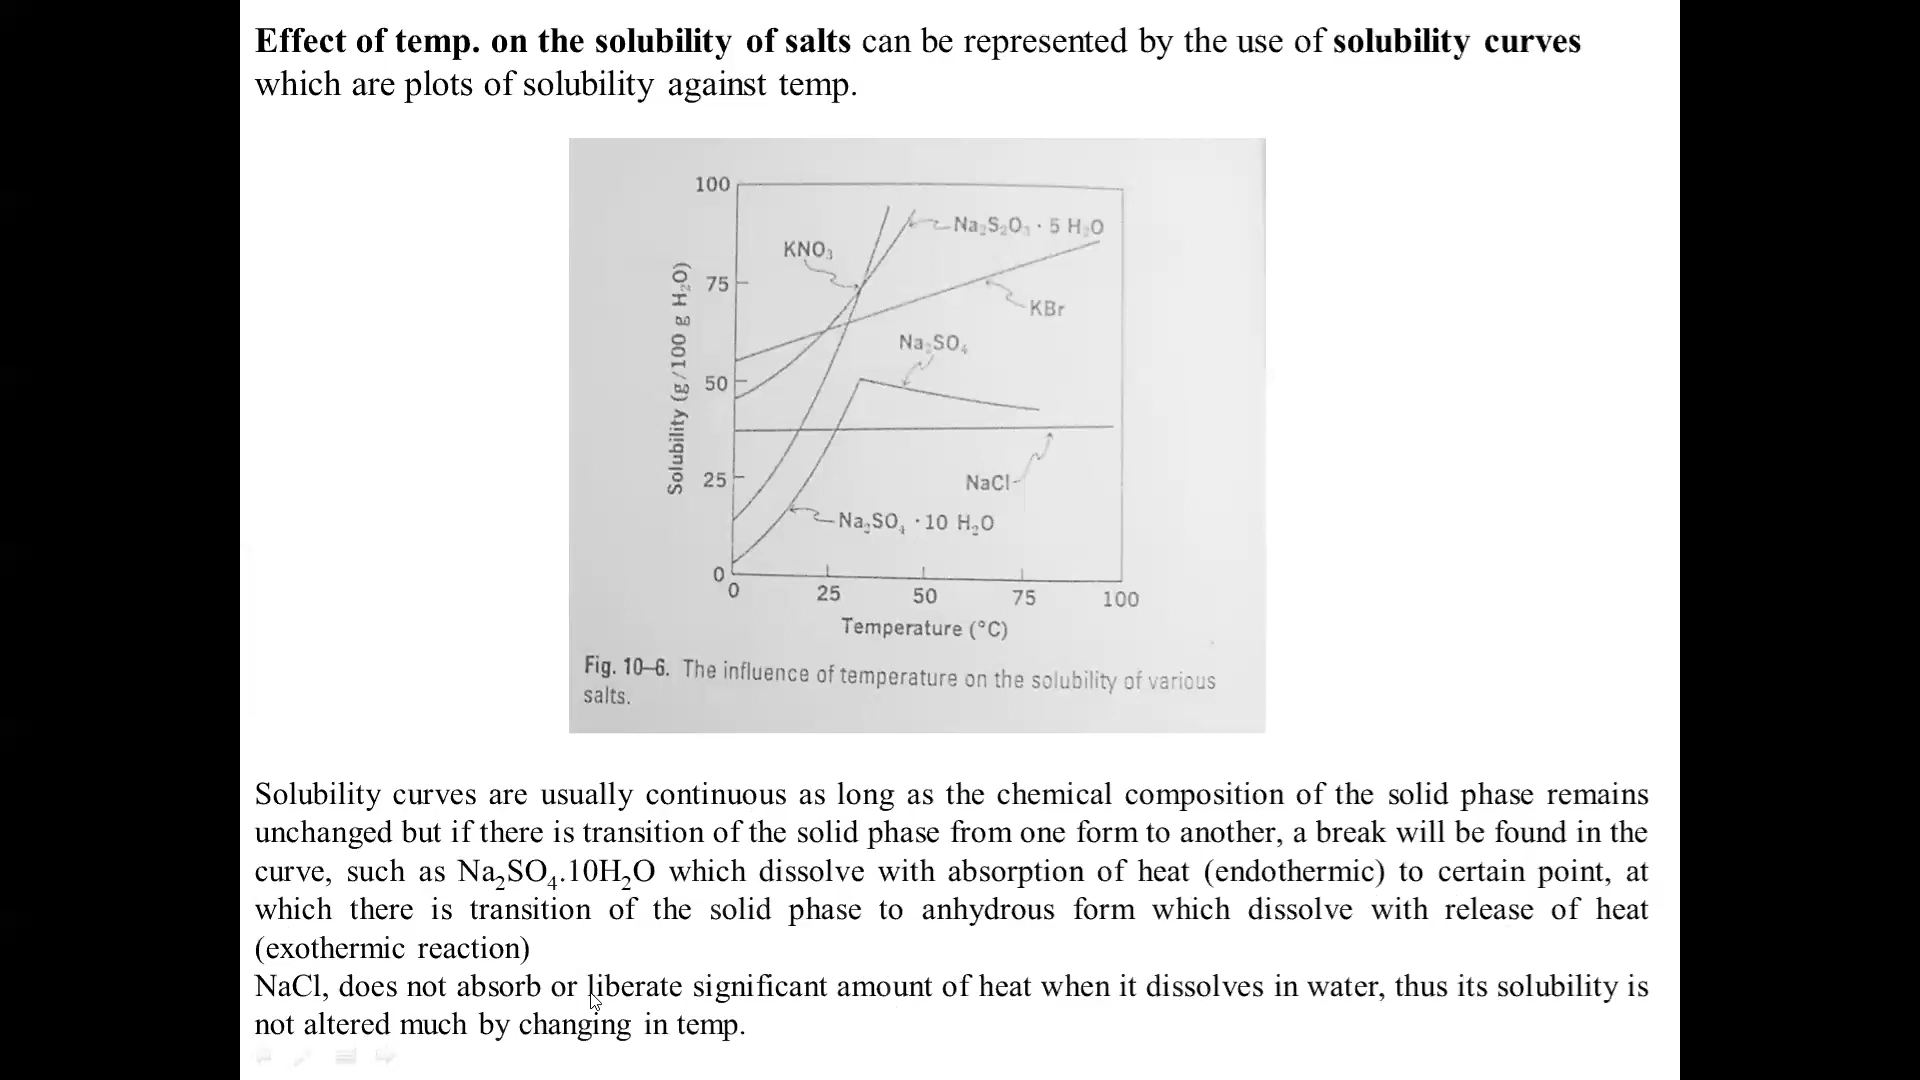 Effect of temp. on the solubility of salts can be represented by the use of solubility curves
which are plots of solubility against temp.
100
Na₂S₂O₃ · 5 H₂O
KNO₃
75
KBr
Na₂SO₄
50
Solubility (g/100 g H₂O)
25
NaCl
Na₂SO₄ · 10 H₂O
0
0 25 50 75 100
Temperature (°C)
Fig. 10–6. The influence of temperature on the solubility of various
salts.
Solubility curves are usually continuous as long as the chemical composition of the solid phase remains
unchanged but if there is transition of the solid phase from one form to another, a break will be found in the
curve, such as Na₂SO₄.10H₂O which dissolve with absorption of heat (endothermic) to certain point, at
which there is transition of the solid phase to anhydrous form which dissolve with release of heat
(exothermic reaction)
NaCl, does not absorb or liberate significant amount of heat when it dissolves in water, thus its solubility is
not altered much by changing in temp.